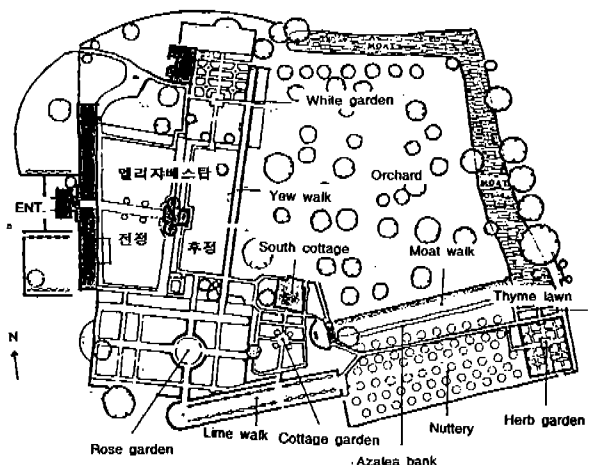 MOAT
White garden
엘리쟈베스탑
Yew walk
Orchard
MOAT
ENT.
전정
후정
South cottage
Moat walk
Thyme lawn
N
Rose garden
Lime walk
Cottage garden
Nuttery
Herb garden
Azalea bank